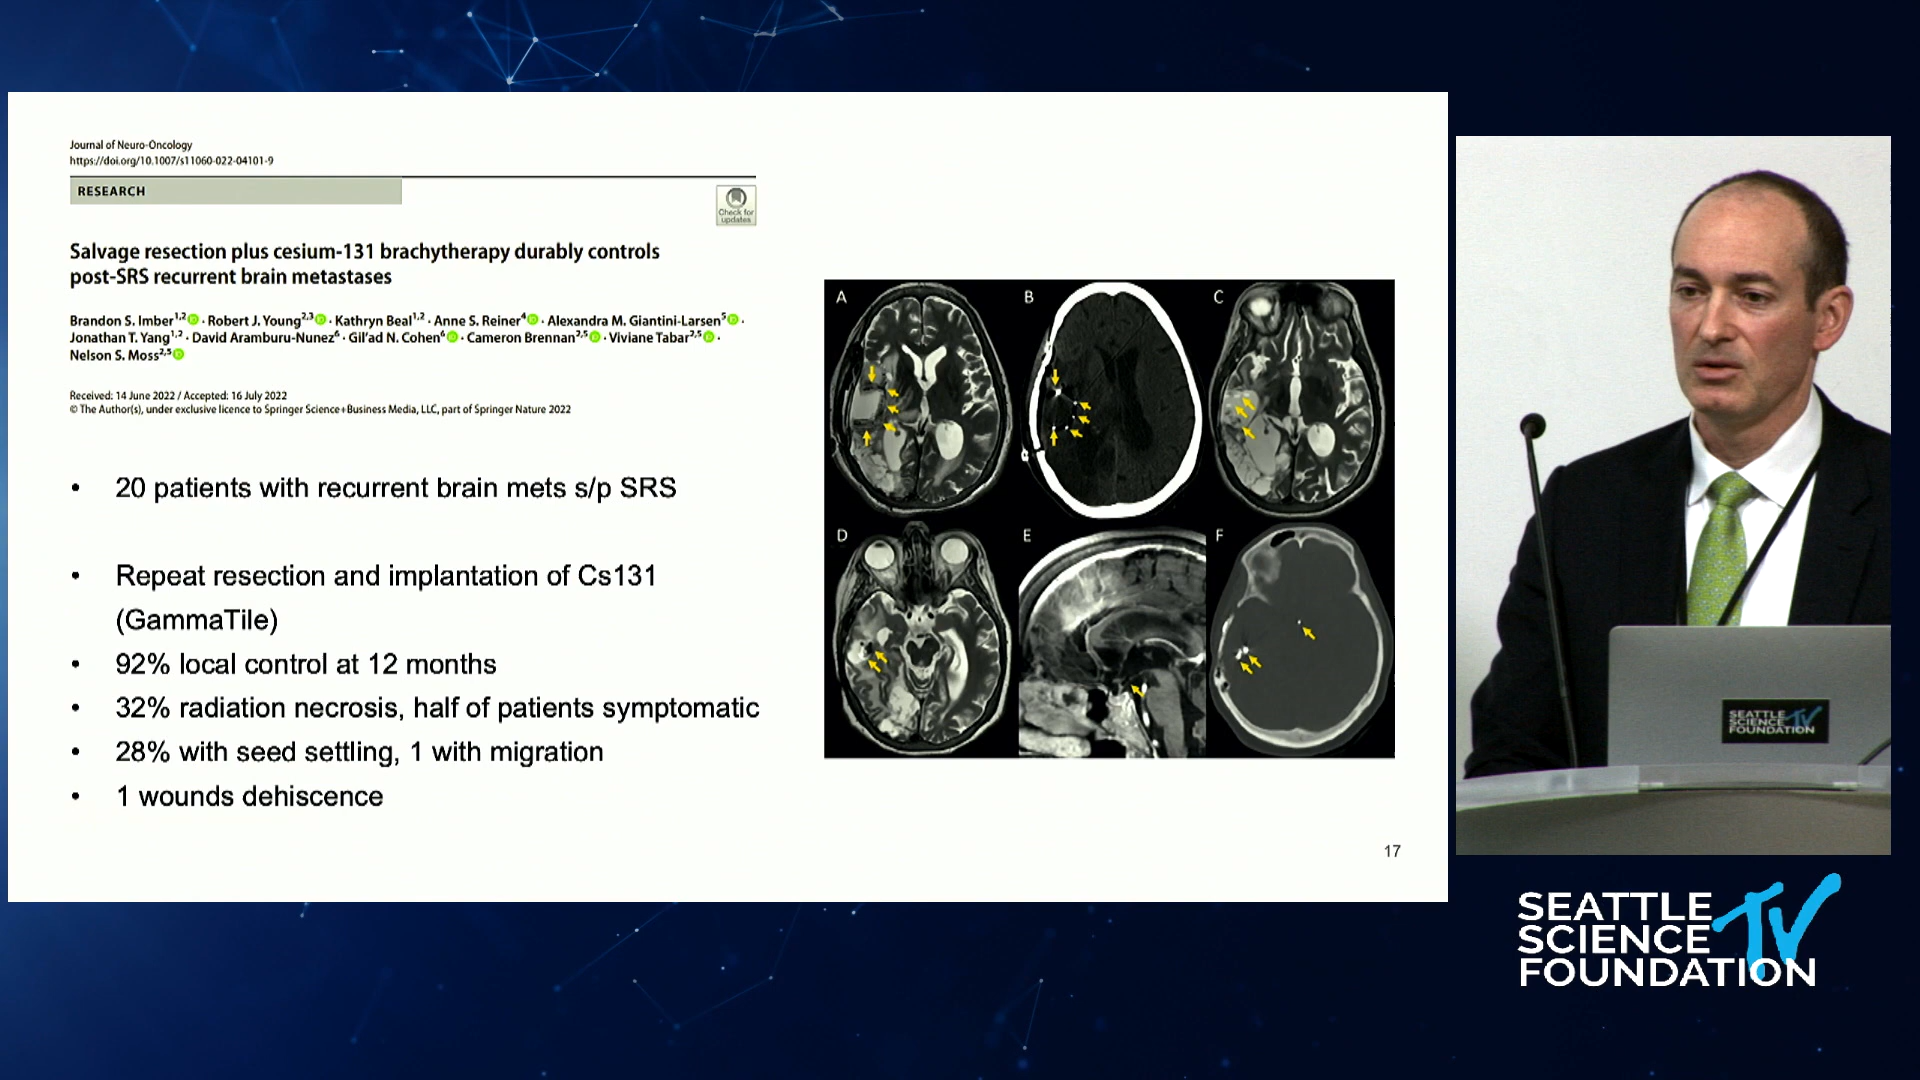 Journal of Neuro-Oncology
https://doi.org/10.1007/s11060-022-04101-9
RESEARCH
Check for
updates
Salvage resection plus cesium-131 brachytherapy durably controls
post-SRS recurrent brain metastases
Brandon S. Imber1,2 · Robert J. Young2,3 · Kathryn Beal1,2 · Anne S. Reiner4 · Alexandra M. Giantini-Larsen5 ·
Jonathan T. Yang1,2 · David Aramburu-Nunez6 · Gil'ad N. Cohen6 · Cameron Brennan2,5 · Viviane Tabar2,5 ·
Nelson S. Moss2,5
Received: 14 June 2022 / Accepted: 16 July 2022
© The Author(s), under exclusive licence to Springer Science+Business Media, LLC, part of Springer Nature 2022
• 20 patients with recurrent brain mets s/p SRS
• Repeat resection and implantation of Cs131
(GammaTile)
• 92% local control at 12 months
• 32% radiation necrosis, half of patients symptomatic
• 28% with seed settling, 1 with migration
• 1 wounds dehiscence
A B C
D E F
17
SEATTLE
SCIENCE TV
FOUNDATION
SEATTLE
SCIENCE TV
FOUNDATION